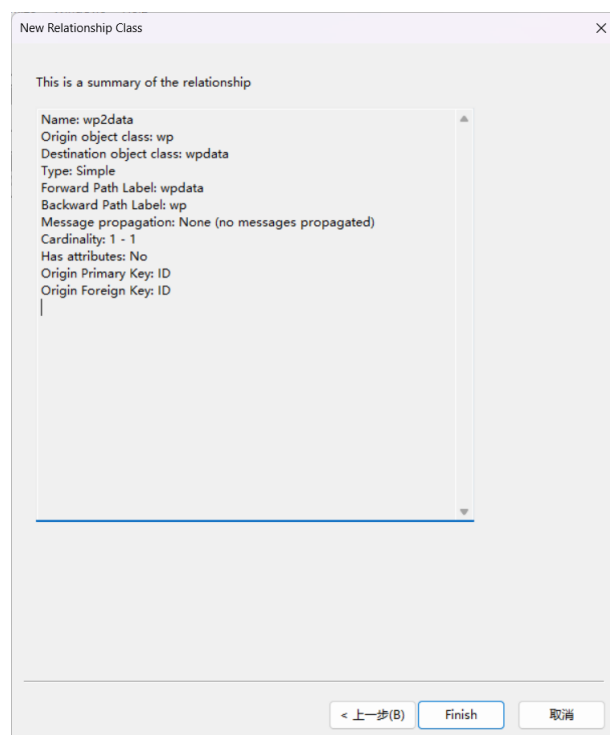 New Relationship Class
This is a summary of the relationship
Name: wp2data
Origin object class: wp
Destination object class: wpdata
Type: Simple
Forward Path Label: wpdata
Backward Path Label: wp
Message propagation: None (no messages propagated)
Cardinality: 1 - 1
Has attributes: No
Origin Primary Key: ID
Origin Foreign Key: ID
< 上一步(B) Finish 取消